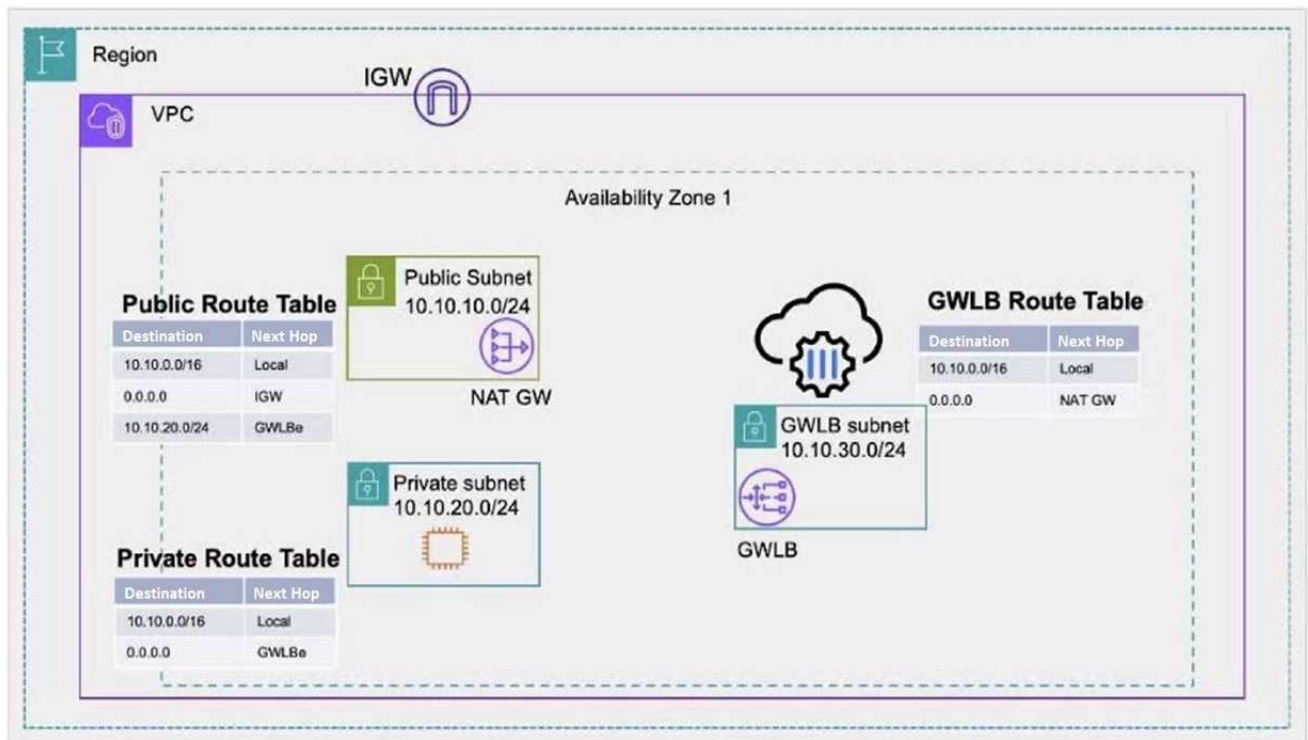 Region
IGW
VPC
Availability Zone 1
Public Subnet
10.10.10.0/24
NAT GW
Public Route Table
Destination Next Hop
10.10.0.0/16 Local
0.0.0.0 IGW
10.10.20.0/24 GWLBe
GWLB Route Table
Destination Next Hop
10.10.0.0/16 Local
0.0.0.0 NAT GW
GWLB subnet
10.10.30.0/24
GWLB
Private subnet
10.10.20.0/24
Private Route Table
Destination Next Hop
10.10.0.0/16 Local
0.0.0.0 GWLBe